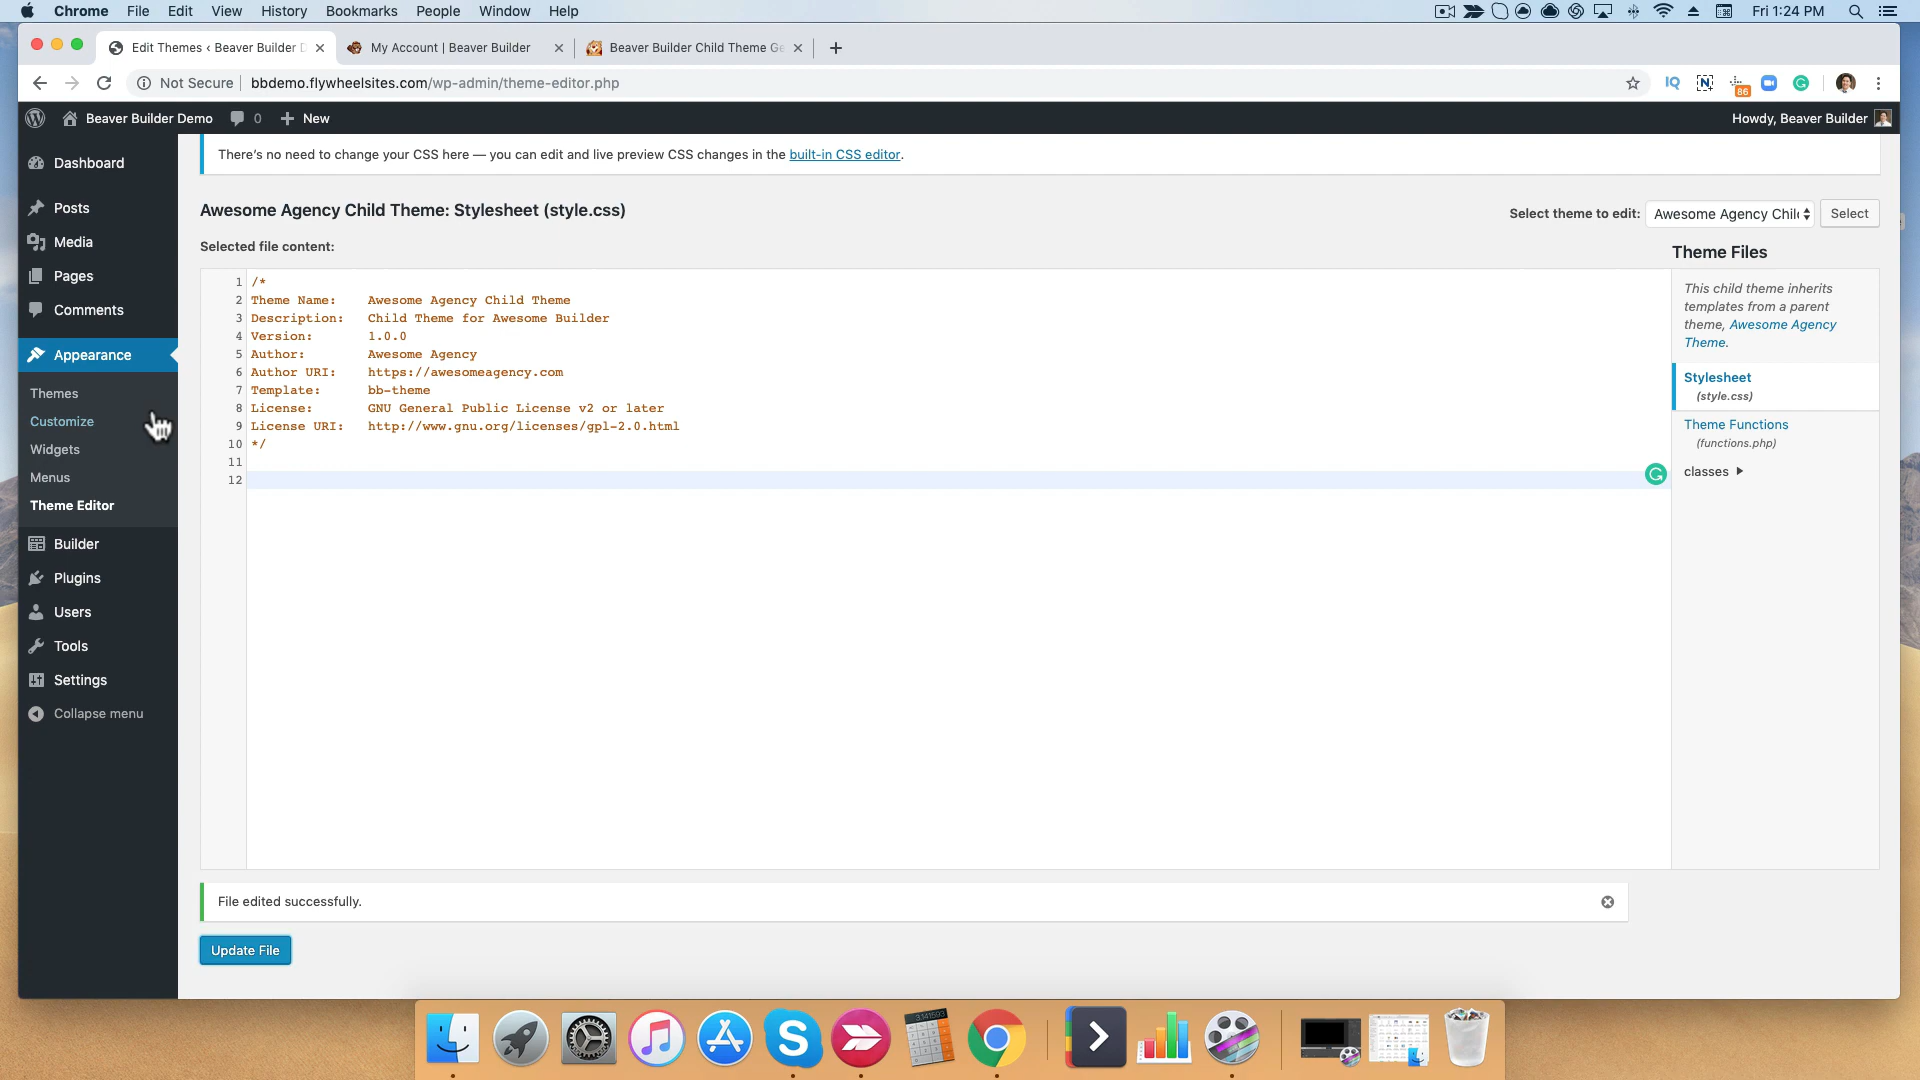 Chrome File Edit View History Bookmarks People Window Help Fri 1:24 PM
Edit Themes ‹ Beaver Builder D My Account | Beaver Builder Beaver Builder Child Theme Ge
Not Secure bbdemo.flywheelsites.com/wp-admin/theme-editor.php IQ N 86
Beaver Builder Demo 0 New Howdy, Beaver Builder
Dashboard
Posts
Media
Pages
Comments
Appearance
Themes
Customize
Widgets
Menus
Theme Editor
Builder
Plugins
Users
Tools
Settings
Collapse menu
There's no need to change your CSS here — you can edit and live preview CSS changes in the built-in CSS editor.
Awesome Agency Child Theme: Stylesheet (style.css)
Select theme to edit: Awesome Agency Chil Select
Selected file content:
1 /*
2 Theme Name: Awesome Agency Child Theme
3 Description: Child Theme for Awesome Builder
4 Version: 1.0.0
5 Author: Awesome Agency
6 Author URI: https://awesomeagency.com
7 Template: bb-theme
8 License: GNU General Public License v2 or later
9 License URI: http://www.gnu.org/licenses/gpl-2.0.html
10 */
11
12
Theme Files
This child theme inherits
templates from a parent
theme, Awesome Agency
Theme.
Stylesheet
(style.css)
Theme Functions
(functions.php)
classes
File edited successfully.
Update File
3.141593